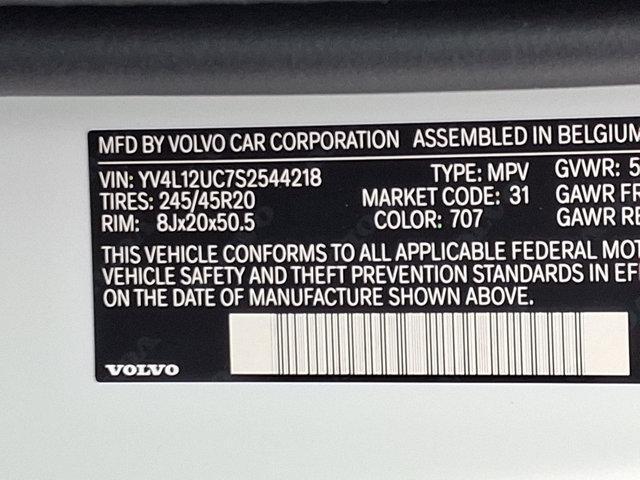 MFD BY VOLVO CAR CORPORATION ASSEMBLED IN BELGIUM
VIN: YV4L12UC7S2544218 TYPE: MPV GVWR: 5
TIRES: 245/45R20 MARKET CODE: 31 GAWR FR
RIM: 8Jx20x50.5 COLOR: 707 GAWR RE
THIS VEHICLE CONFORMS TO ALL APPLICABLE FEDERAL MOT
VEHICLE SAFETY AND THEFT PREVENTION STANDARDS IN EFF
ON THE DATE OF MANUFACTURE SHOWN ABOVE.
VOLVO